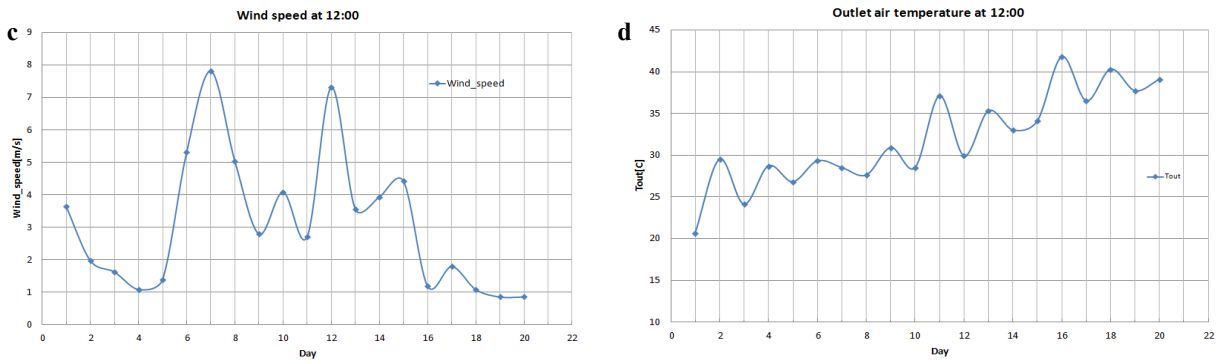 c
Wind speed at 12:00
9
8
7
6
5
4
3
2
1
0
Wind_speed[m/s]
Wind_speed
0 2 4 6 8 10 12 14 16 18 20 22
Day
d
Outlet air temperature at 12:00
45
40
35
30
25
20
15
10
Tout[C]
Tout
0 2 4 6 8 10 12 14 16 18 20 22
Day